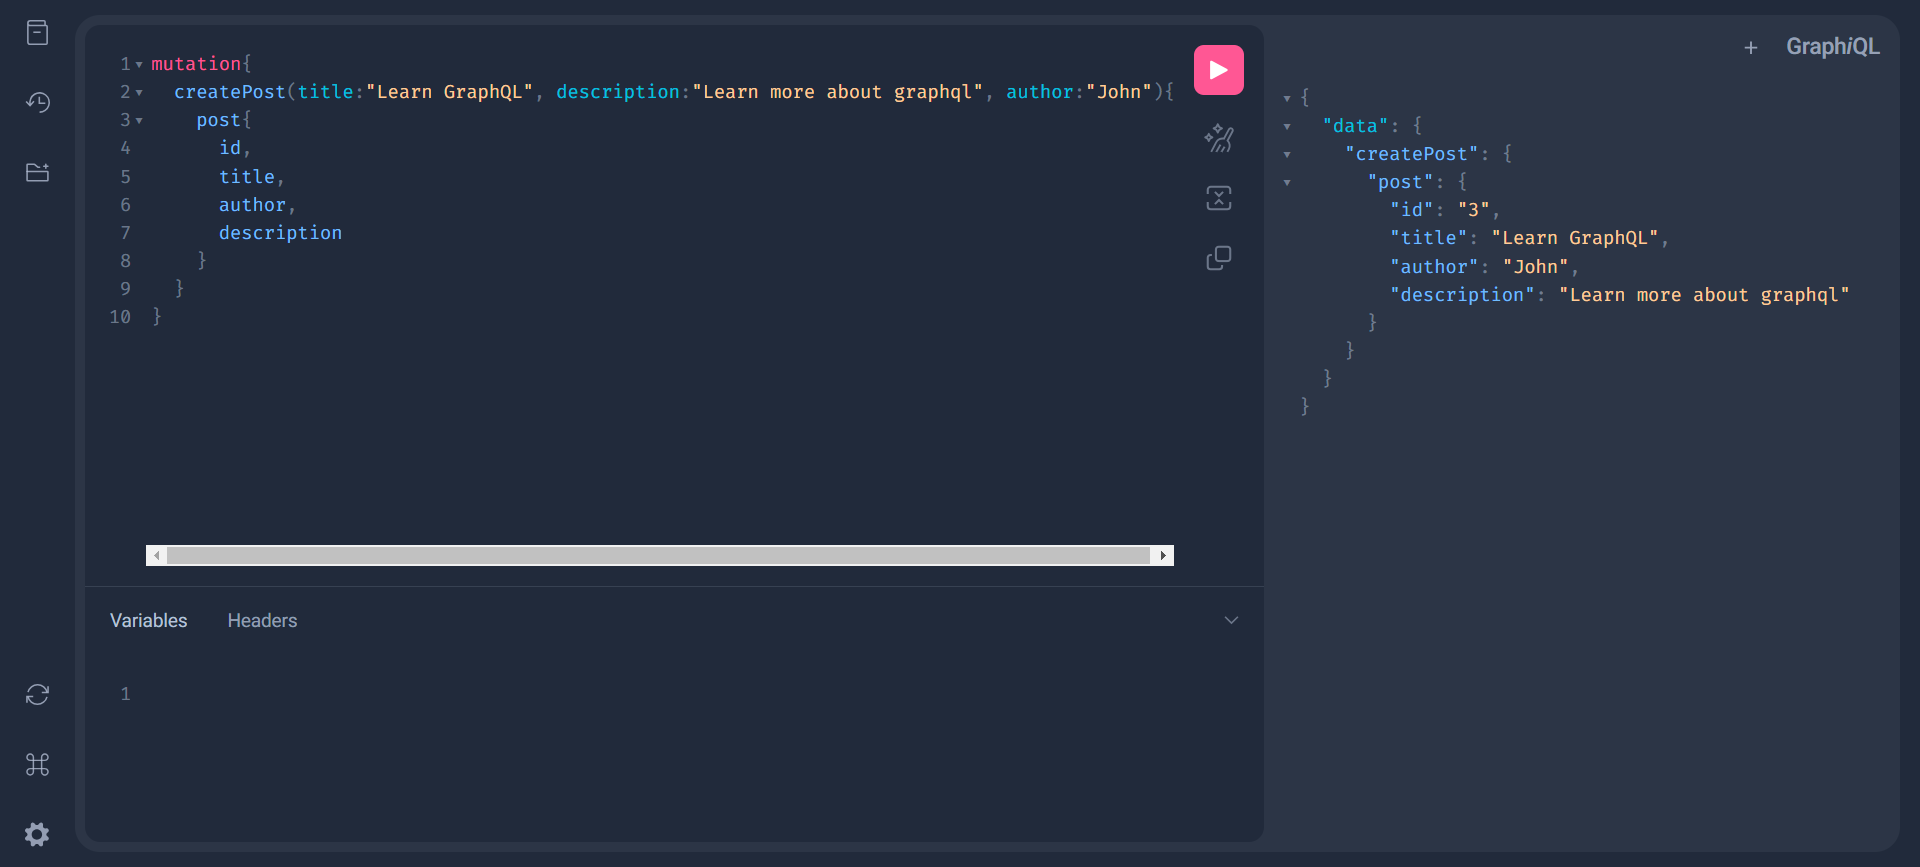 1 mutation{
2 createPost(title:"Learn GraphQL", description:"Learn more about graphql", author:"John"){
3 post{
4 id,
5 title,
6 author,
7 description
8 }
9 }
10 }
Variables Headers
1
+ GraphiQL
{
"data": {
"createPost": {
"post": {
"id": "3",
"title": "Learn GraphQL",
"author": "John",
"description": "Learn more about graphql"
}
}
}
}